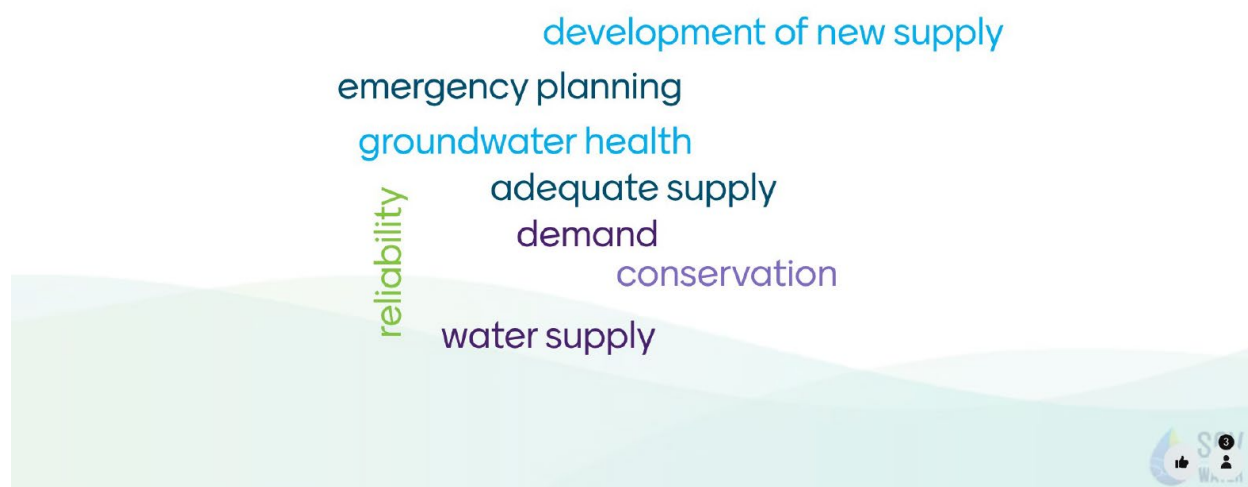 development of new supply
emergency planning
groundwater health
adequate supply
reliability
demand
conservation
water supply
3